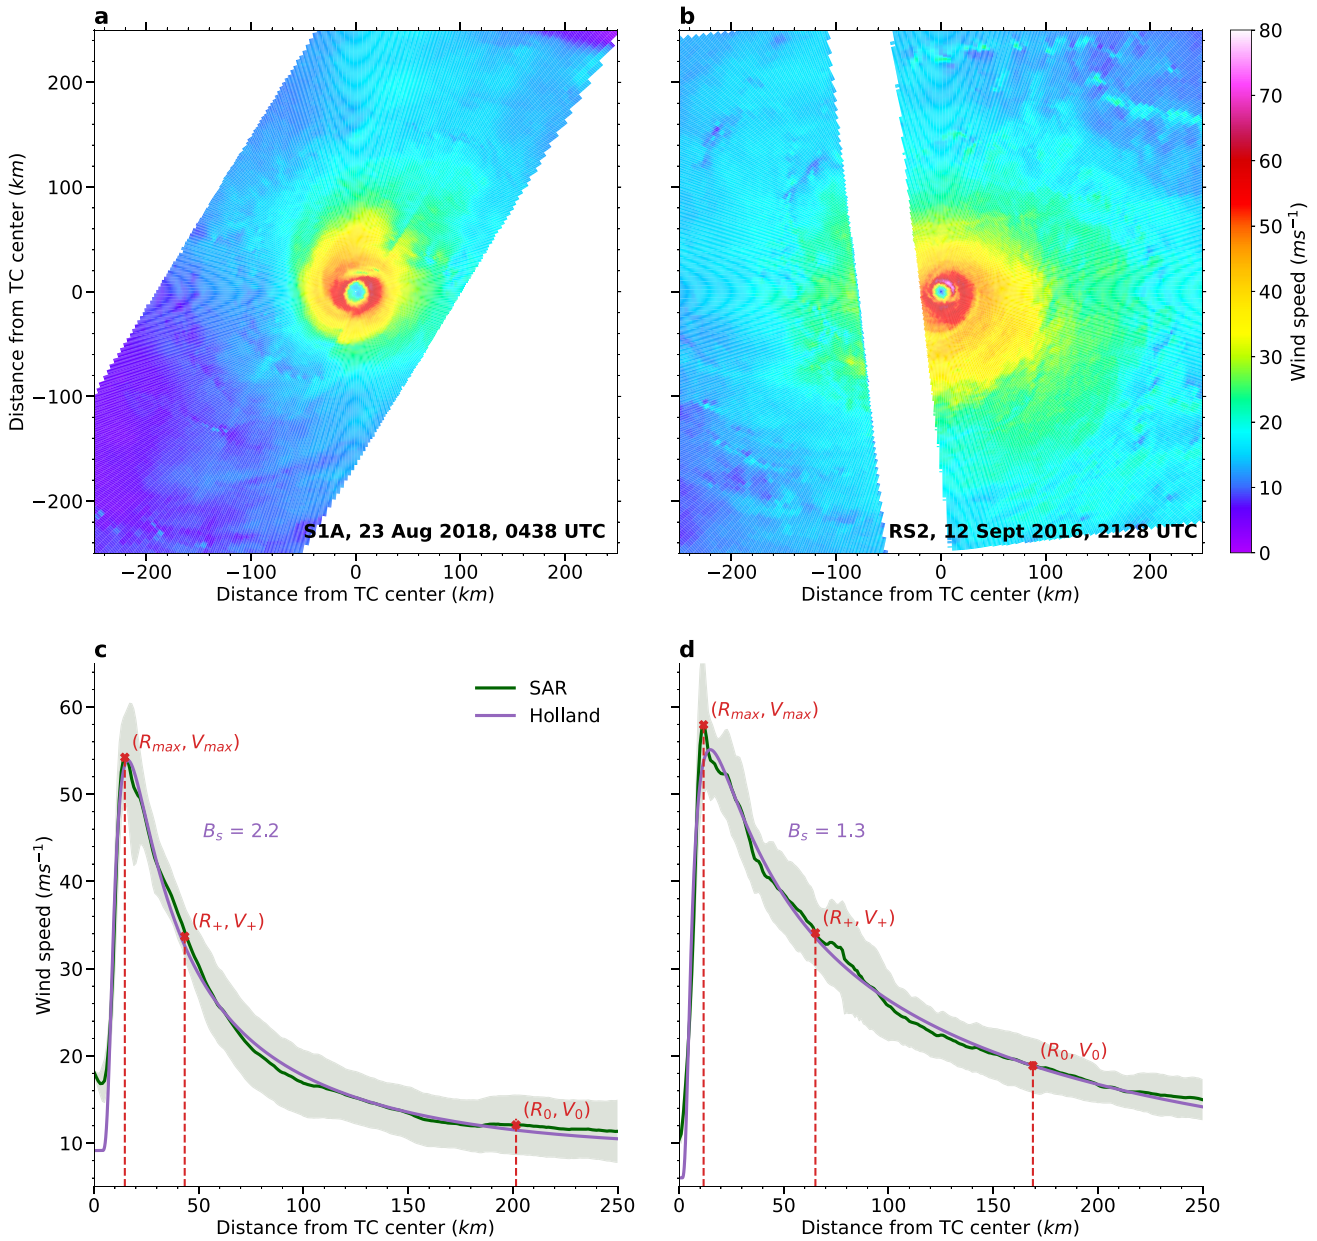 a
b
200
100
0
−100
−200
Distance from TC center (km)
S1A, 23 Aug 2018, 0438 UTC
−200 −100 0 100 200
Distance from TC center (km)
RS2, 12 Sept 2016, 2128 UTC
−200 −100 0 100 200
Distance from TC center (km)
80
70
60
50
40
30
20
10
0
Wind speed (ms⁻¹)
c
60
50
40
30
20
10
Wind speed (ms⁻¹)
SAR
Holland
(Rₘₐₓ, Vₘₐₓ)
Bₛ = 2.2
(R₊, V₊)
(R₀, V₀)
0 50 100 150 200 250
Distance from TC center (km)
d
(Rₘₐₓ, Vₘₐₓ)
Bₛ = 1.3
(R₊, V₊)
(R₀, V₀)
0 50 100 150 200 250
Distance from TC center (km)